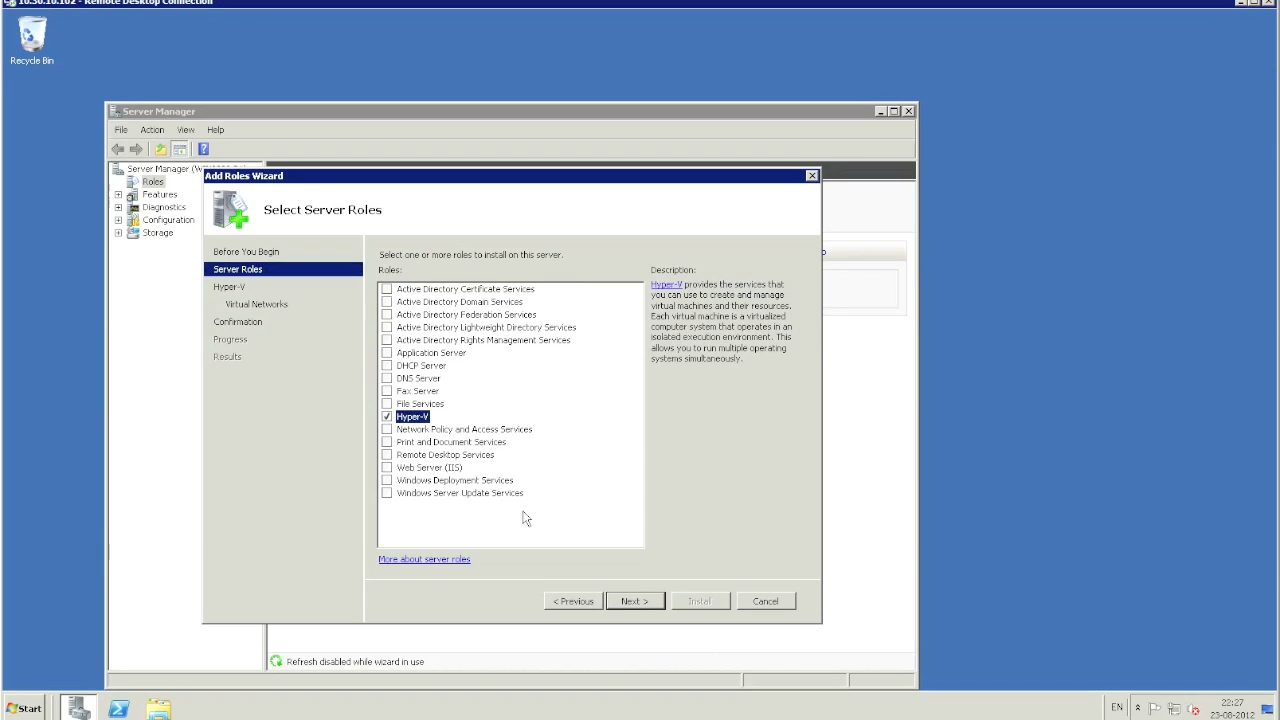 10.30.10.102 - Remote Desktop Connection
Recycle Bin
Server Manager
File Action View Help
Server Manager
Roles
Features
Diagnostics
Configuration
Storage
Add Roles Wizard
Select Server Roles
Before You Begin
Server Roles
Hyper-V
Virtual Networks
Confirmation
Progress
Results
Select one or more roles to install on this server.
Roles:
Active Directory Certificate Services
Active Directory Domain Services
Active Directory Federation Services
Active Directory Lightweight Directory Services
Active Directory Rights Management Services
Application Server
DHCP Server
DNS Server
Fax Server
File Services
Hyper-V
Network Policy and Access Services
Print and Document Services
Remote Desktop Services
Web Server (IIS)
Windows Deployment Services
Windows Server Update Services
More about server roles
Description:
Hyper-V provides the services that
you can use to create and manage
virtual machines and their resources.
Each virtual machine is a virtualized
computer system that operates in an
isolated execution environment. This
allows you to run multiple operating
systems simultaneously.
< Previous Next > Install Cancel
Refresh disabled while wizard in use
Start
EN
22:27
23-08-2012